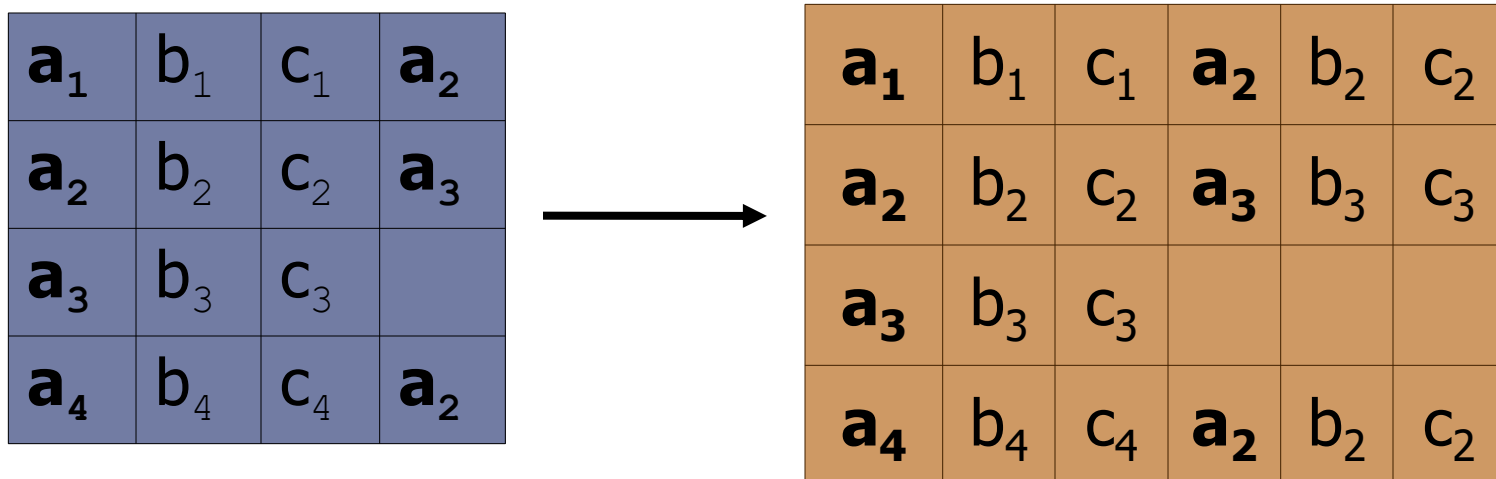 a₁ b₁ c₁ a₂
a₂ b₂ c₂ a₃
a₃ b₃ c₃
a₄ b₄ c₄ a₂
a₁ b₁ c₁ a₂ b₂ c₂
a₂ b₂ c₂ a₃ b₃ c₃
a₃ b₃ c₃
a₄ b₄ c₄ a₂ b₂ c₂